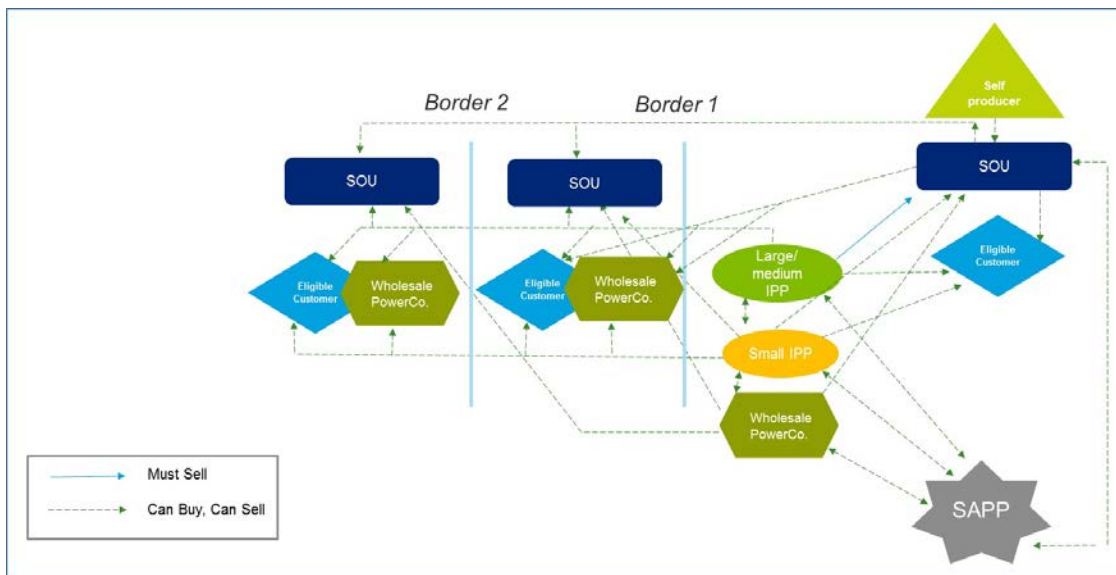 Self
producer
Border 2
Border 1
SOU
SOU
SOU
Eligible
Customer
Wholesale
PowerCo.
Eligible
Customer
Wholesale
PowerCo.
Large/
medium
IPP
Eligible
Customer
Small IPP
Wholesale
PowerCo.
Must Sell
Can Buy, Can Sell
SAPP